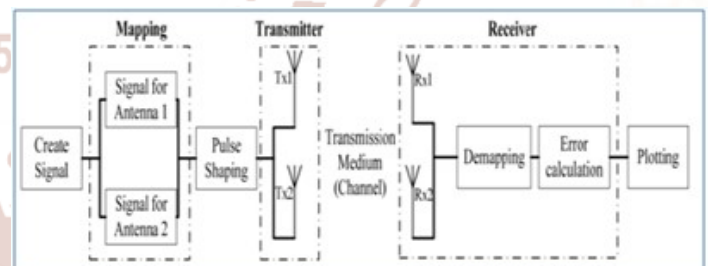 Mapping
Transmitter
Receiver
Create
Signal
Signal for
Antenna 1
Signal for
Antenna 2
Pulse
Shaping
Tx1
Tx2
Transmission
Medium
(Channel)
Rx1
Rx2
Demapping
Error
calculation
Plotting